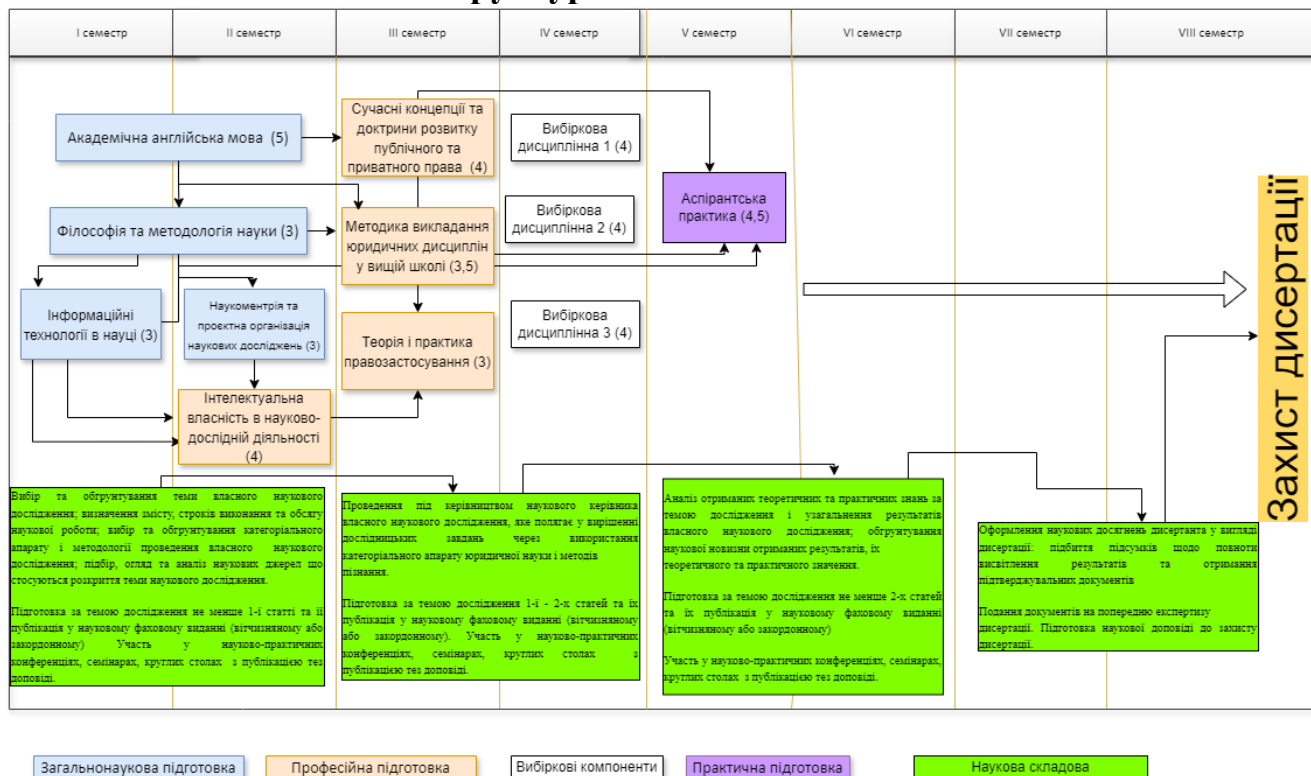 І семестр
ІІ семестр
ІІІ семестр
IV семестр
V семестр
VI семестр
VII семестр
VIII семестр
Академічна англійська мова (5)
Сучасні концепції та
доктрини розвитку
публічного та
приватного права (4)
Вибіркова
дисциплінна 1 (4)
Аспірантська
практика (4,5)
Філософія та методологія науки (3)
Методика викладання
юридичних дисциплін
у вищій школі (3,5)
Вибіркова
дисциплінна 2 (4)
Інформаційні
технології в науці (3)
Наукометрія та
проєктна організація
наукових досліджень (3)
Теорія і практика
правозастосування (3)
Вибіркова
дисциплінна 3 (4)
Інтелектуальна
власність в науково-
дослідній діяльності
(4)
Захист дисертації
Вибір та обґрунтування теми власного наукового
дослідження; визначення змісту, строків виконання та обсягу
наукової роботи; вибір та обґрунтування категоріального
апарату і методології проведення власного наукового
дослідження; підбір, огляд та аналіз наукових джерел що
стосуються розкриття теми наукового дослідження.
Підготовка за темою дослідження не менше 1-ї статті та її
публікація у науковому фаховому виданні (вітчизняному або
закордонному) Участь у науково-практичних
конференціях, семінарах, круглих столах з публікацією тез
доповіді.
Проведення під керівництвом наукового керівника
власного наукового дослідження, яке полягає у вирішенні
дослідницьких завдань через використання
категоріального апарату юридичної науки і методів
пізнання.
Підготовка за темою дослідження 1-ї - 2-х статей та їх
публікація у науковому фаховому виданні (вітчизняному
або закордонному). Участь у науково-практичних
конференціях, семінарах, круглих столах з
публікацією тез доповіді.
Аналіз отриманих теоретичних та практичних знань за
темою дослідження і узагальнення результатів
власного наукового дослідження; обґрунтування
наукової новизни отриманих результатів, їх
теоретичного та практичного значення.
Підготовка за темою дослідження не менше 2-х статей
та їх публікація у науковому фаховому виданні
(вітчизняному або закордонному)
Участь у науково-практичних конференціях, семінарах,
круглих столах з публікацією тез доповіді.
Оформлення наукових досягнень дисертанта у вигляді
дисертації: підбиття підсумків щодо повноти
висвітлення результатів та отримання
підтверджувальних документів
Подання документів на попередню експертизу
дисертації. Підготовка наукової доповіді до захисту
дисертації.
Загальнонаукова підготовка
Професійна підготовка
Вибіркові компоненти
Практична підготовка
Наукова складова